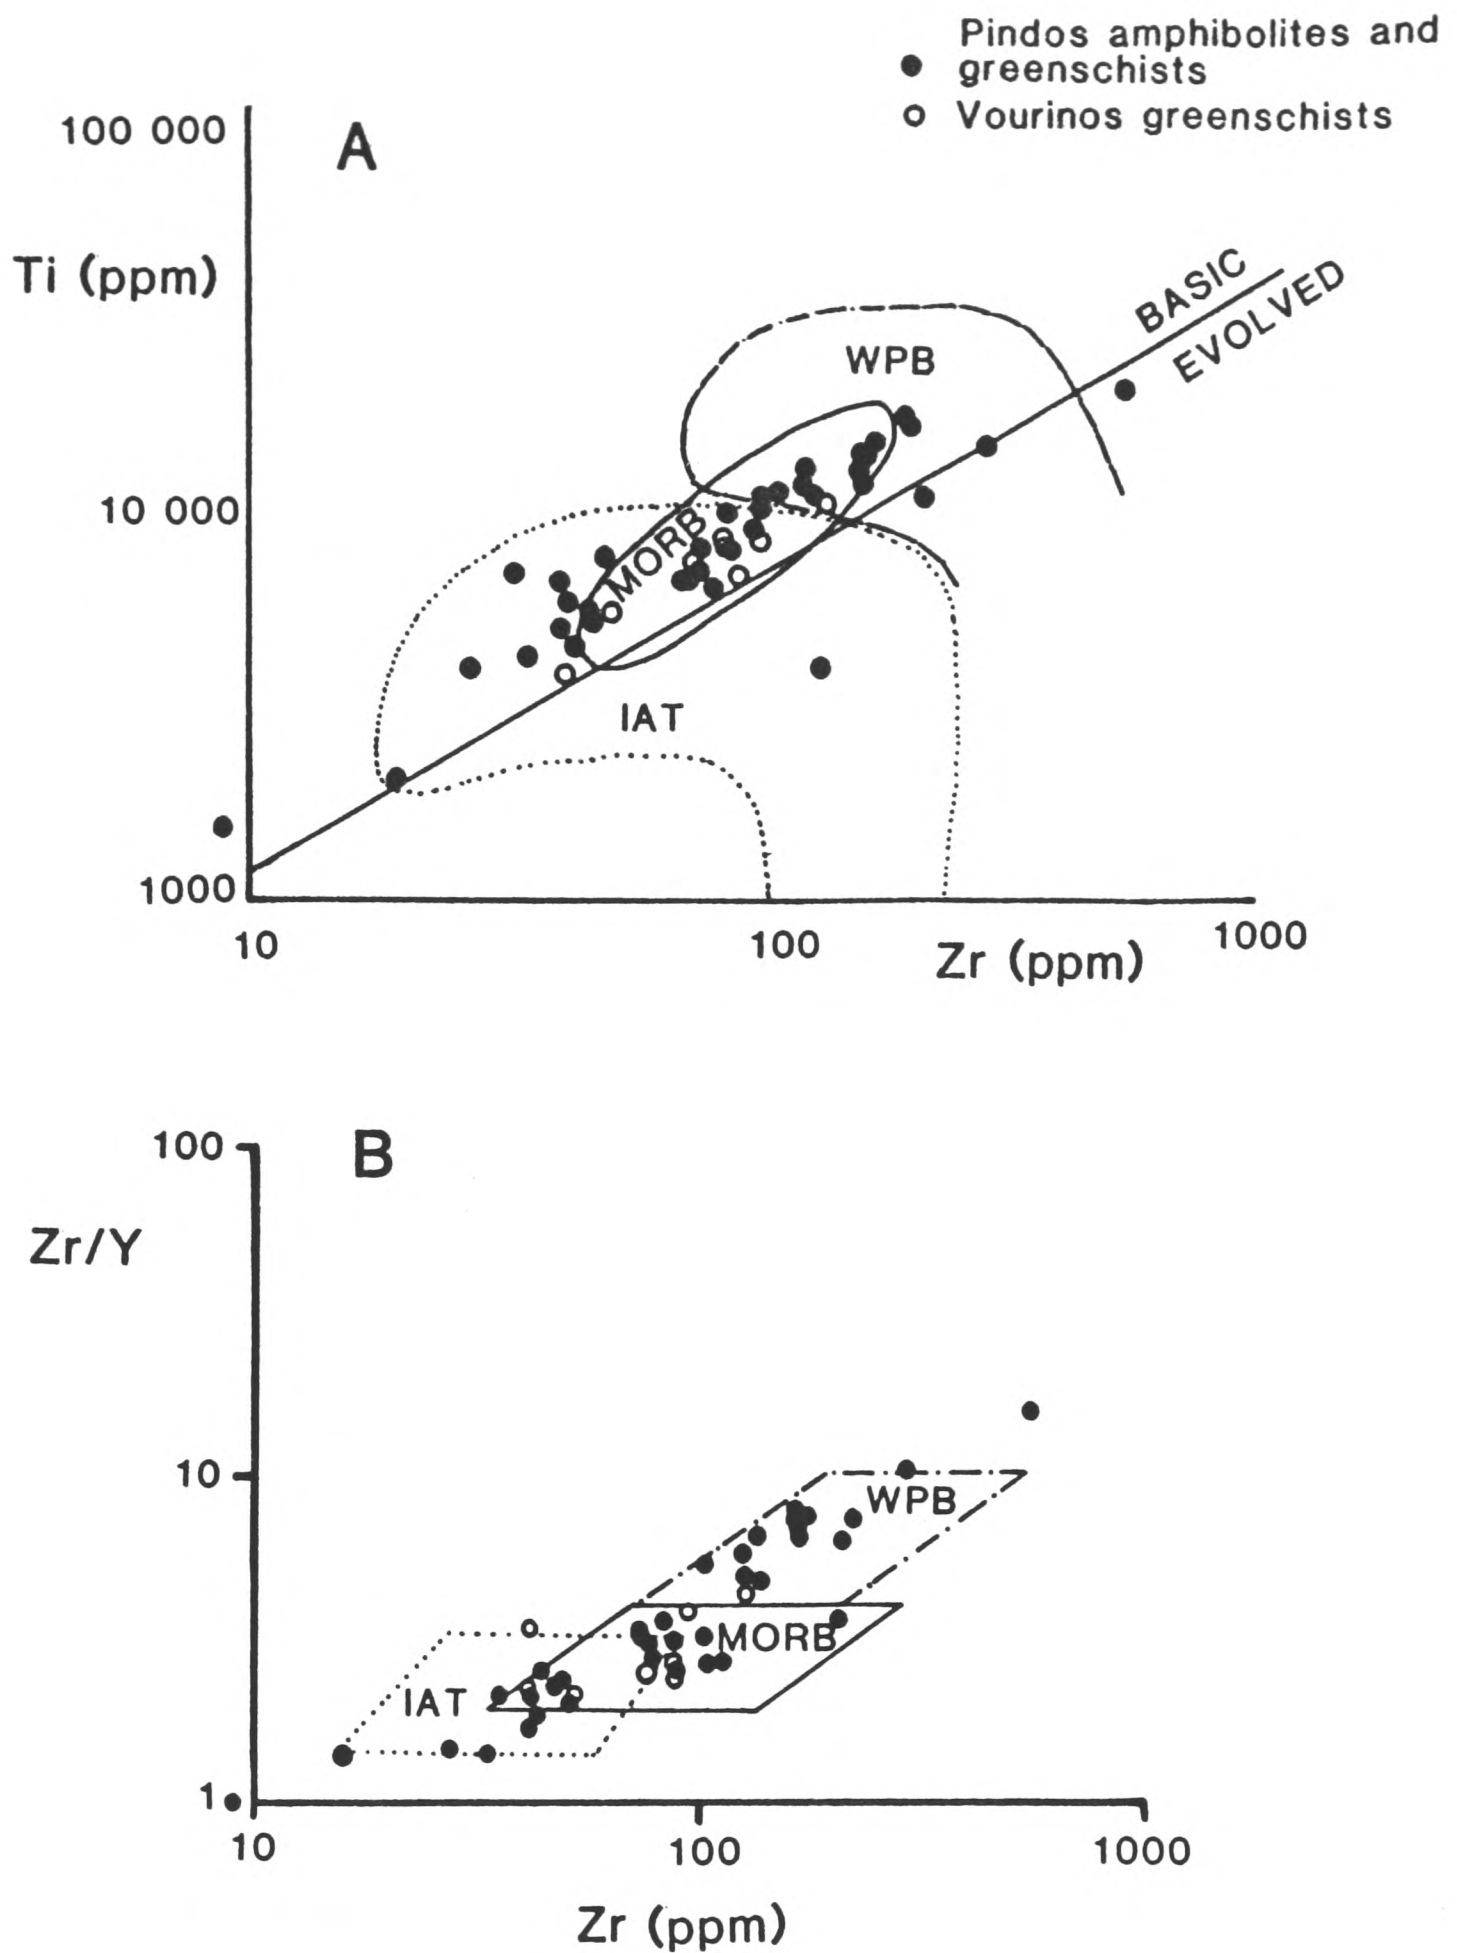 Pindos amphibolites and
greenschists
Vourinos greenschists
A
100 000
Ti (ppm)
BASIC
EVOLVED
WPB
10 000
MORB
IAT
1000
10
100
1000
Zr (ppm)
B
100
Zr/Y
10
WPB
MORB
IAT
1
10
100
1000
Zr (ppm)